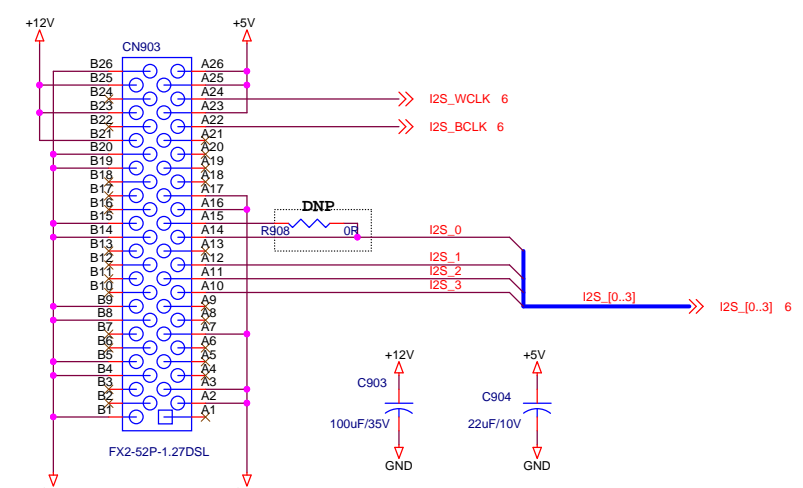 +12V +5V
CN903
B26 A26
B25 A25
B24 A24 I2S_WCLK 6
B23 A23
B22 A22 I2S_BCLK 6
B21 A21
B20 A20
B19 A19
B18 A18
B17 A17
B16 A16 DNP
B15 A15
R908 0R I2S_0
B14 A14
B13 A13
B12 A12 I2S_1
B11 A11 I2S_2
B10 A10 I2S_3
I2S_[0..3] I2S_[0..3] 6
B9 A9
B8 A8
B7 A7
B6 A6
B5 A5
B4 A4
B3 A3
B2 A2
B1 A1
FX2-52P-1.27DSL
+12V +5V
C903 C904
100uF/35V 22uF/10V
GND GND